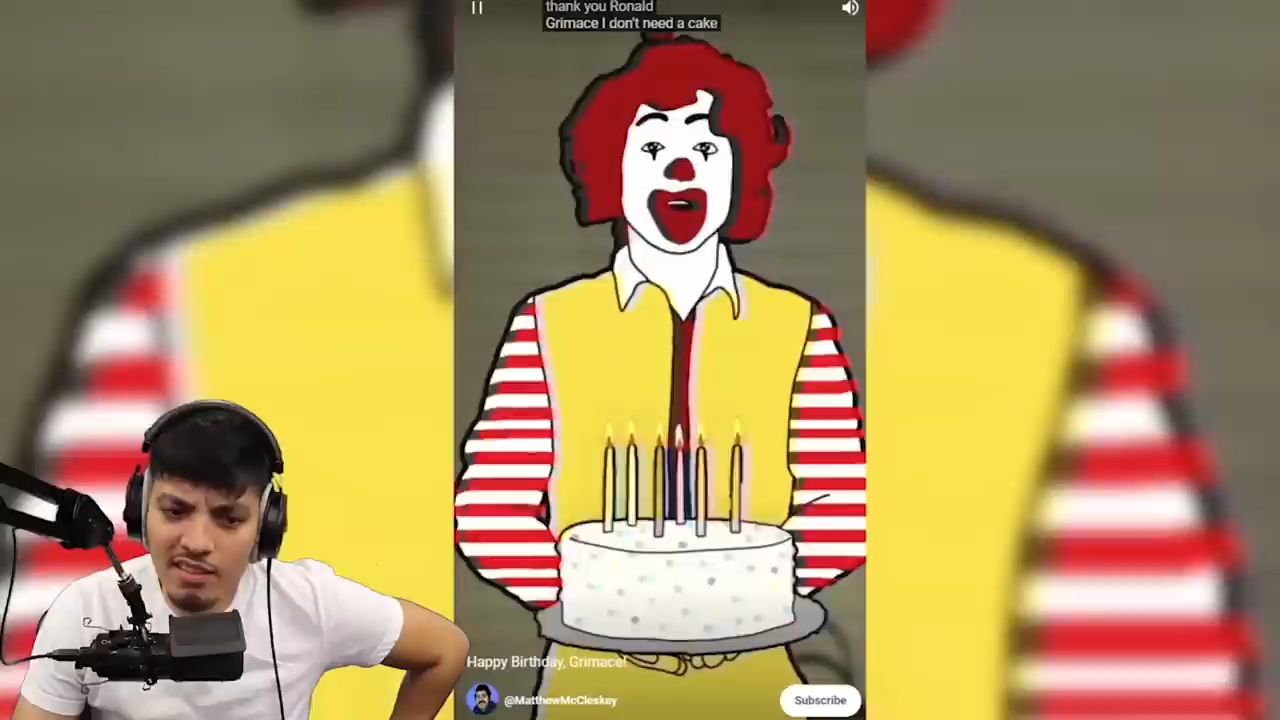 thank you Ronald
Grimace I don't need a cake
Happy Birthday, Grimace!
@MatthewMcCleskey
Subscribe